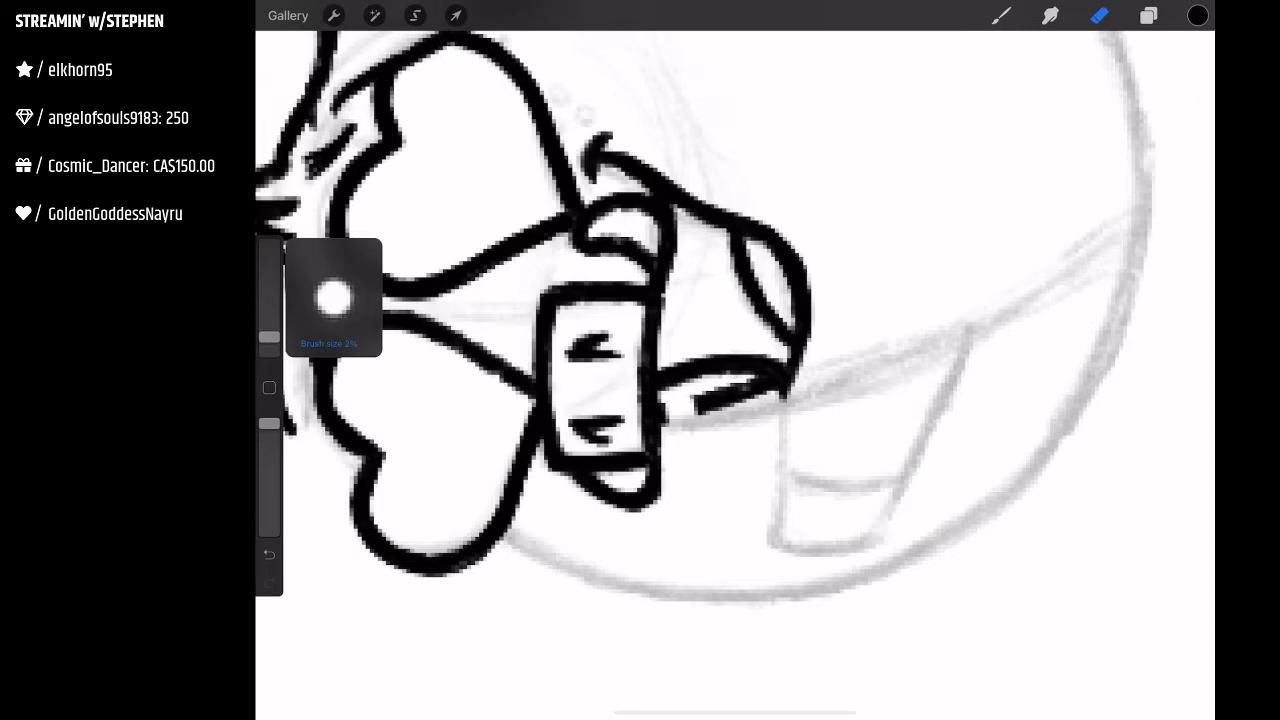 STREAMIN' w/STEPHEN
Gallery
/ elkhorn95
/ angelofsouls9183: 250
/ Cosmic_Dancer: CA$150.00
/ GoldenGoddessNayru
Brush size 2%